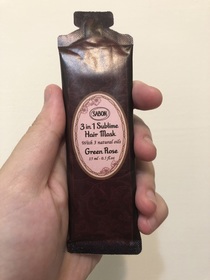 SABON
3 in 1 Sublime
Hair Mask
With 3 natural oils
Green Rose